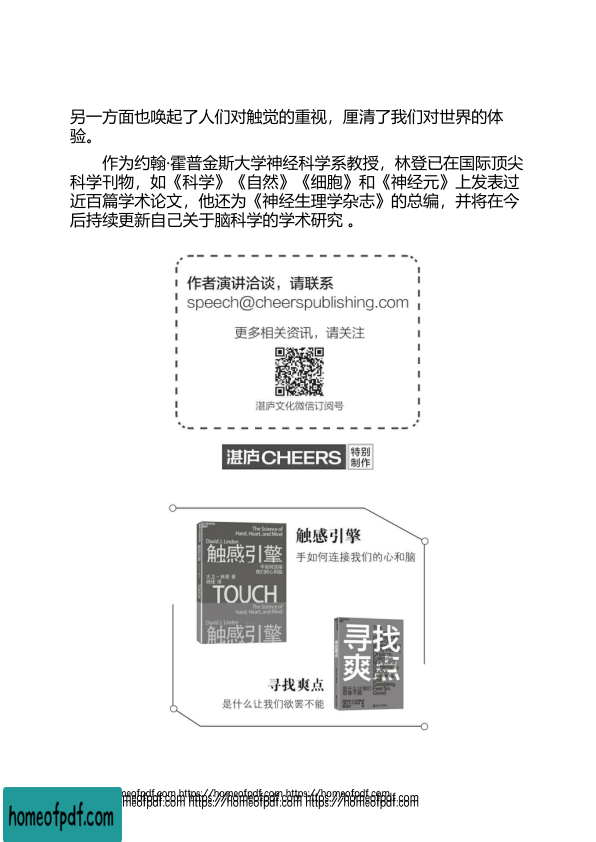 另一方面也唤起了人们对触觉的重视，厘清了我们对世界的体
验。
作为约翰·霍普金斯大学神经科学系教授，林登已在国际顶尖
科学刊物，如《科学》《自然》《细胞》和《神经元》上发表过
近百篇学术论文，他还为《神经生理学杂志》的总编，并将在今
后持续更新自己关于脑科学的学术研究 。
作者演讲洽谈，请联系
speech@cheerspublishing.com
更多相关资讯，请关注
湛庐文化微信订阅号
湛庐CHEERS
特别
制作
The Science of
Hand, Heart, and Mind
David J. Linden
触感引擎
手如何连接
我们的心和脑
大卫·林登 著
TOUCH
The Science of
Hand, Heart, and Mind
David J. Linden
触感引擎
触感引擎
手如何连接我们的心和脑
寻找
爽点
是什么让我们
欲罢不能
Feel So
Good
寻找爽点
是什么让我们欲罢不能
homeofpdf.com https://homeofpdf.com https://homeofpdf.com
homeofpdf.com https://homeofpdf.com https://homeofpdf.com
homeofpdf.com